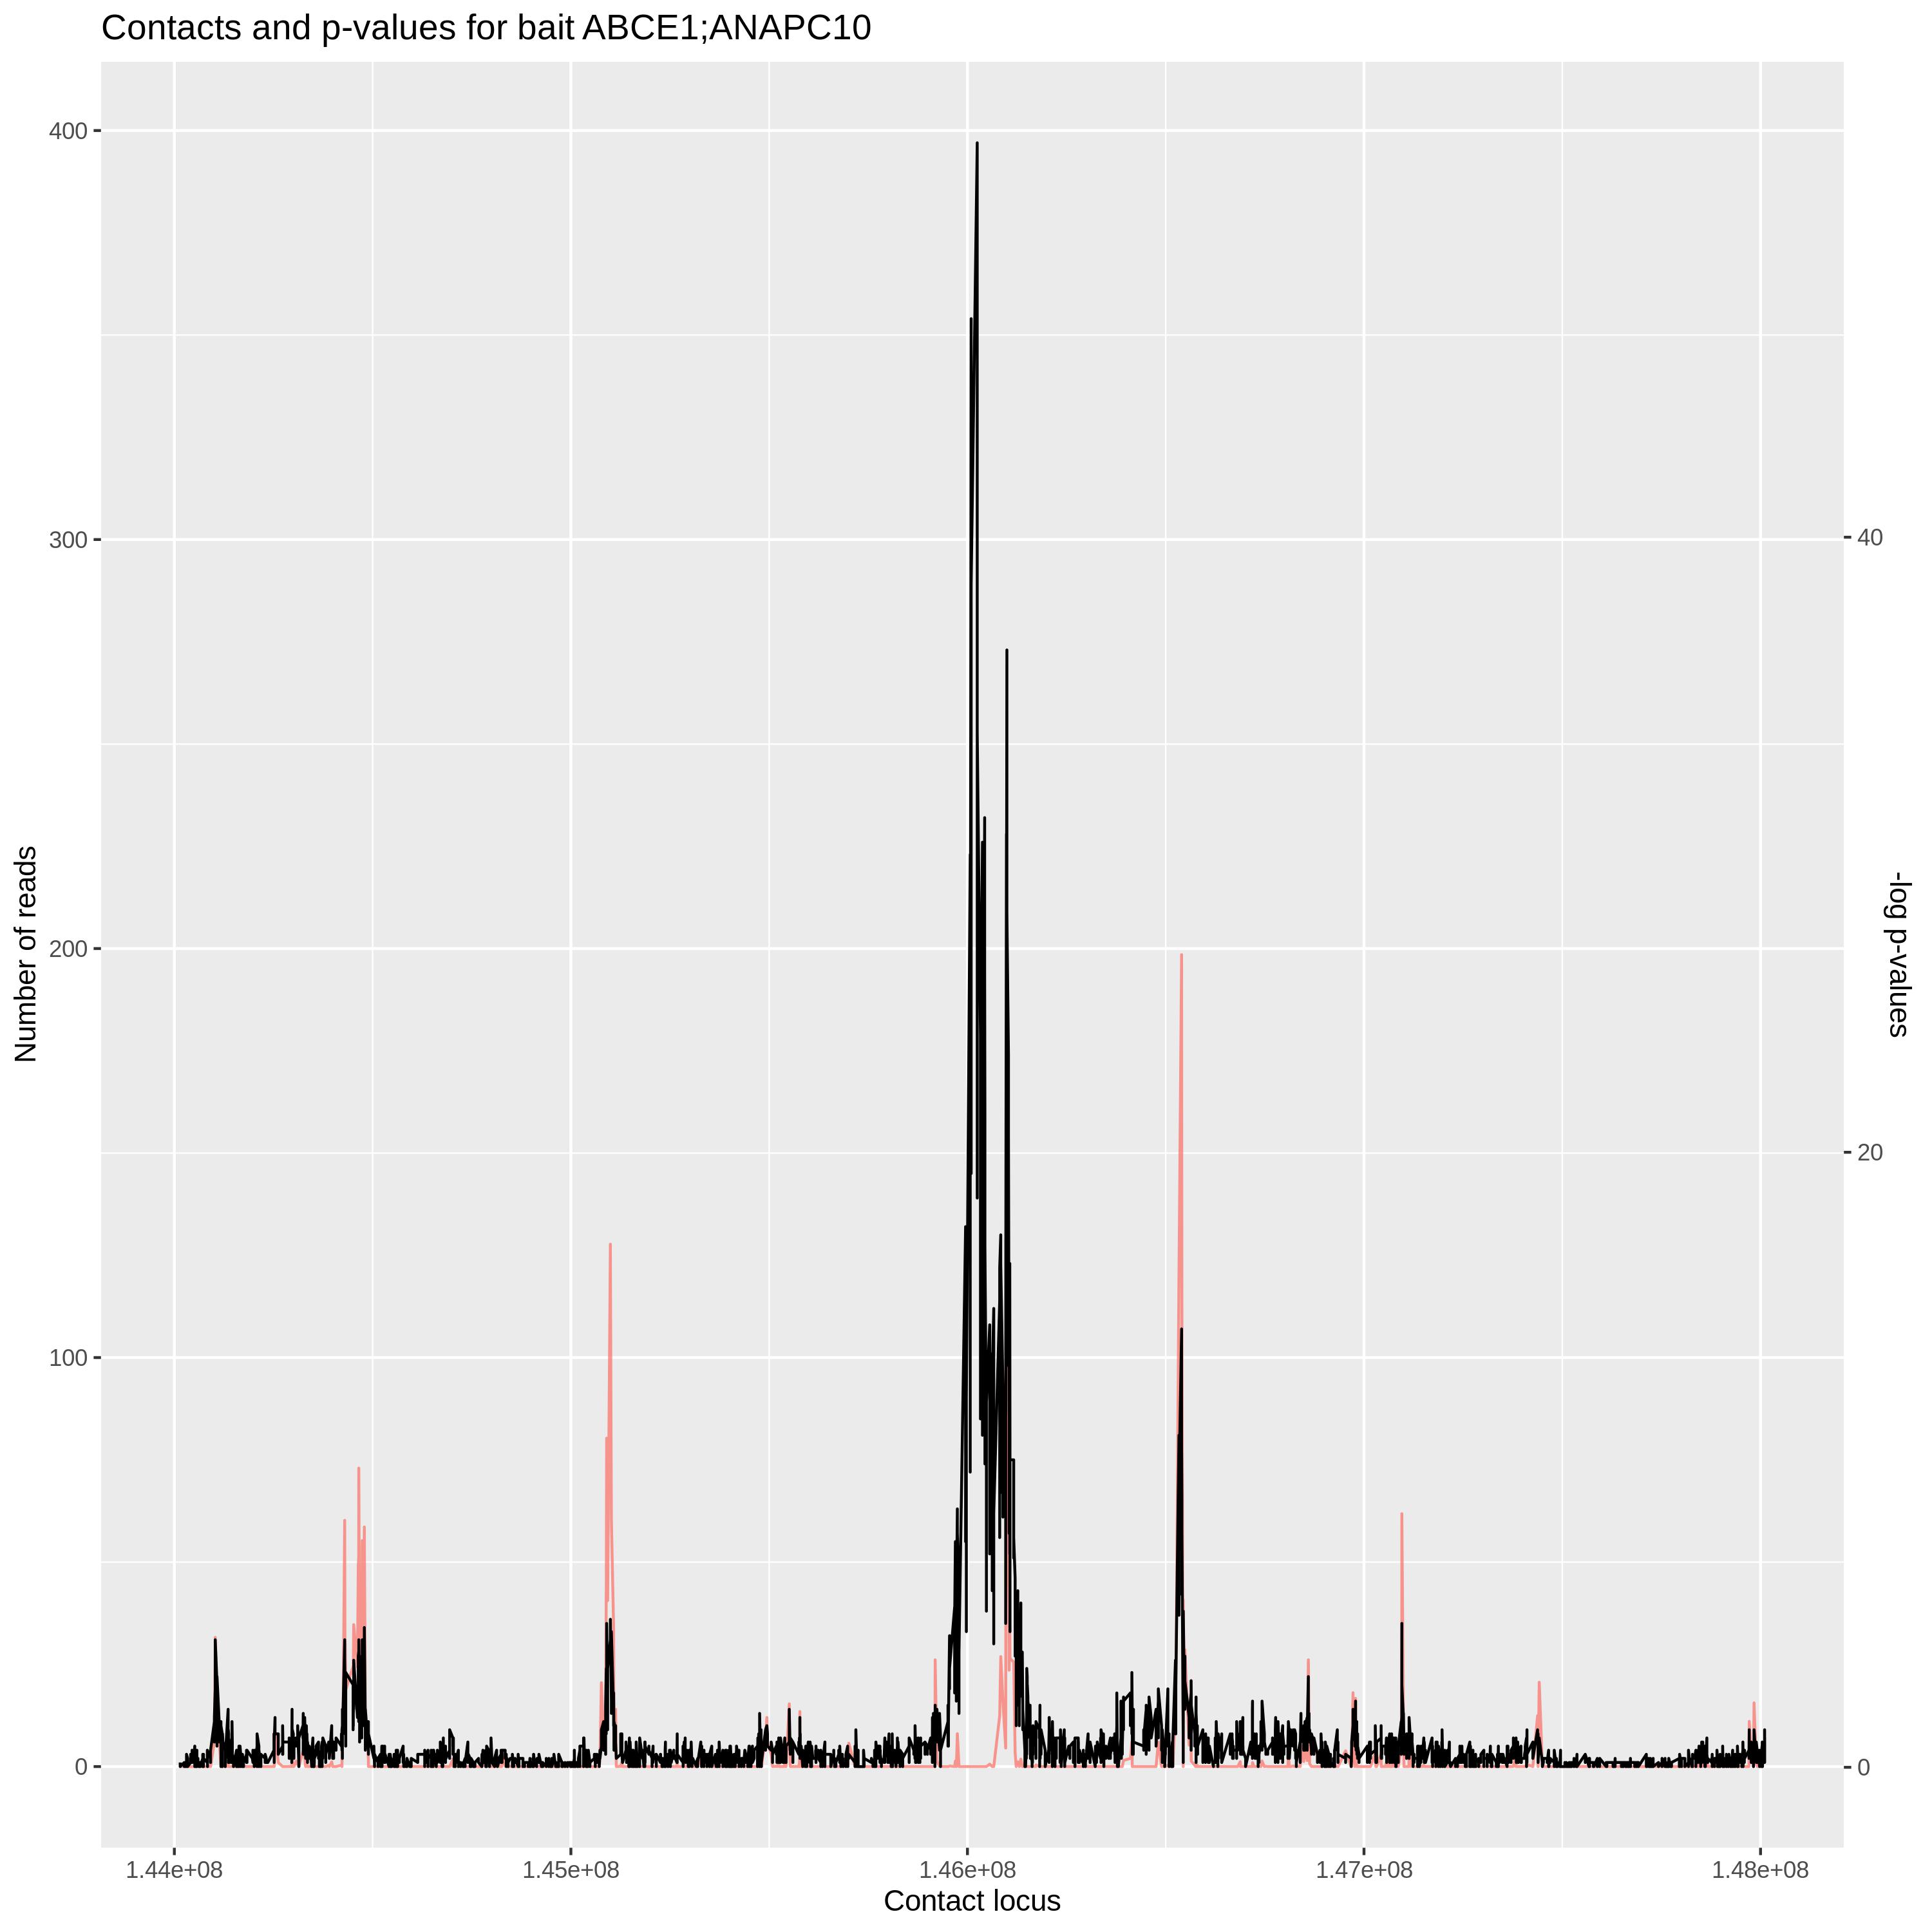 Contacts and p-values for bait ABCE1;ANAPC10
400
300
200
100
0
Number of reads
40
20
0
-log p-values
1.44e+08
1.45e+08
1.46e+08
1.47e+08
1.48e+08
Contact locus